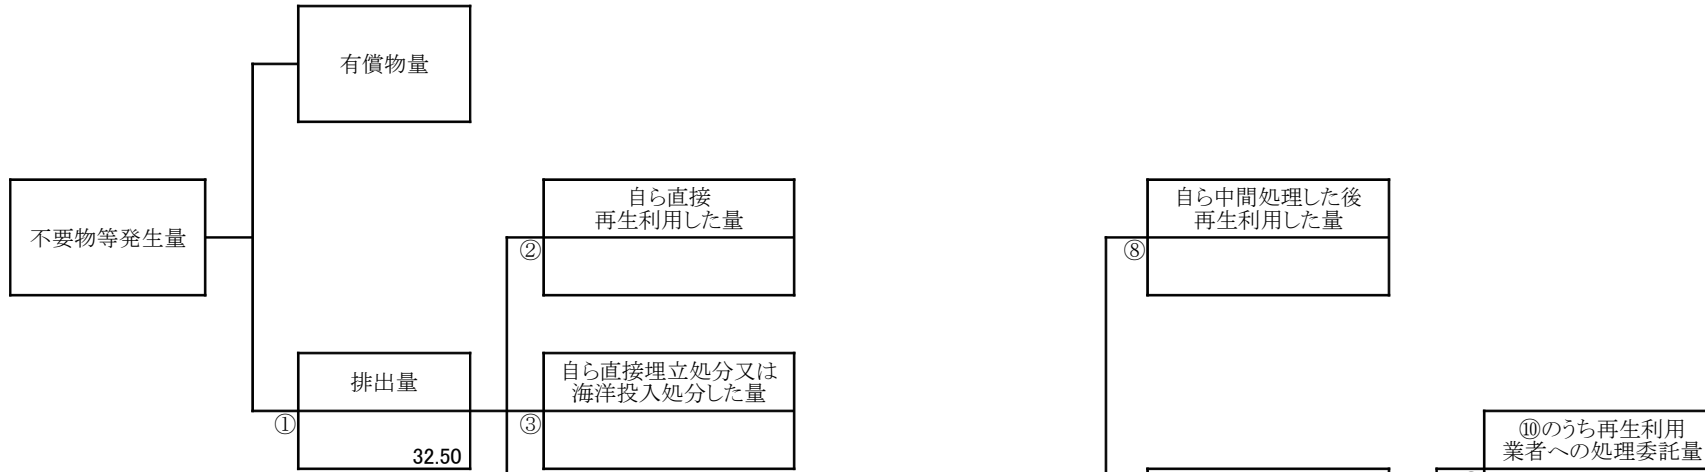 有償物量
不要物等発生量
自ら直接
再生利用した量
②
自ら中間処理した後
再生利用した量
⑧
排出量
①
32.50
自ら直接埋立処分又は
海洋投入処分した量
③
⑩のうち再生利用
業者への処理委託量